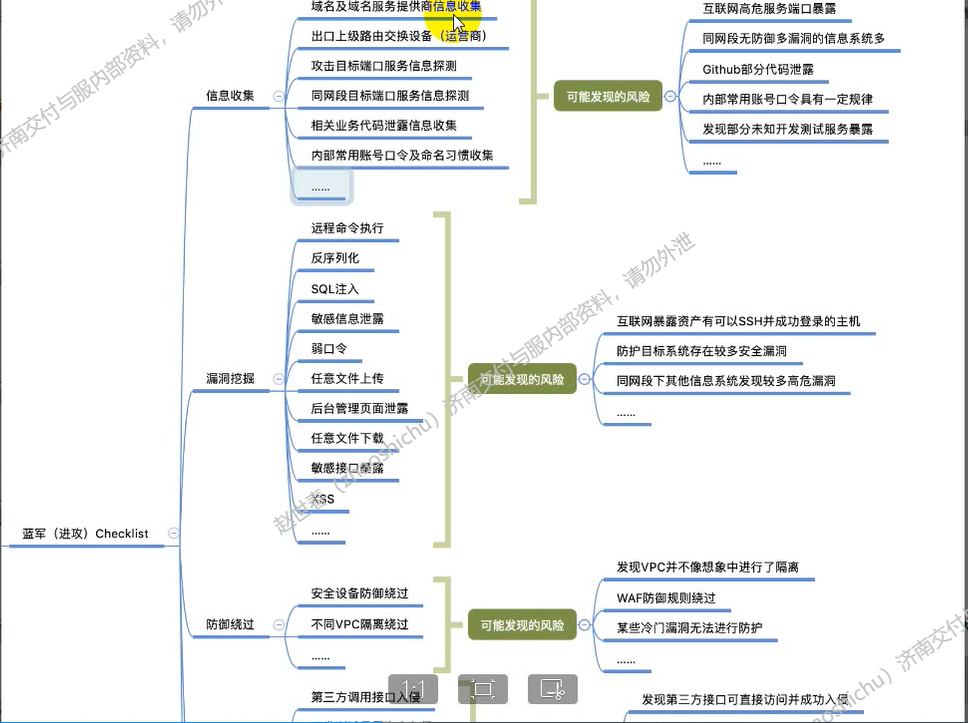 域名及域名服务提供商信息收集
出口上级路由交换设备（运营商）
攻击目标端口服务信息探测
信息收集
同网段目标端口服务信息探测
相关业务代码泄露信息收集
内部常用账号口令及命名习惯收集
......
可能发现的风险
互联网高危服务端口暴露
同网段无防御多漏洞的信息系统多
Github部分代码泄露
内部常用账号口令具有一定规律
发现部分未知开发测试服务暴露
......
远程命令执行
反序列化
SQL注入
敏感信息泄露
弱口令
漏洞挖掘
任意文件上传
后台管理页面泄露
任意文件下载
敏感接口暴露
XSS
......
可能发现的风险
互联网暴露资产有可以SSH并成功登录的主机
防护目标系统存在较多安全漏洞
同网段下其他信息系统发现较多高危漏洞
......
蓝军（进攻）Checklist
安全设备防御绕过
防御绕过
不同VPC隔离绕过
......
可能发现的风险
发现VPC并不像想象中进行了隔离
WAF防御规则绕过
某些冷门漏洞无法进行防护
......
1:1
第三方调用接口入侵
发现第三方接口可直接访问并成功入侵
济南交付与服内部资料，请勿外
赵世春（zhaoshichu）济南交付与服内部资料，请勿外泄
aoshichu）济南交付